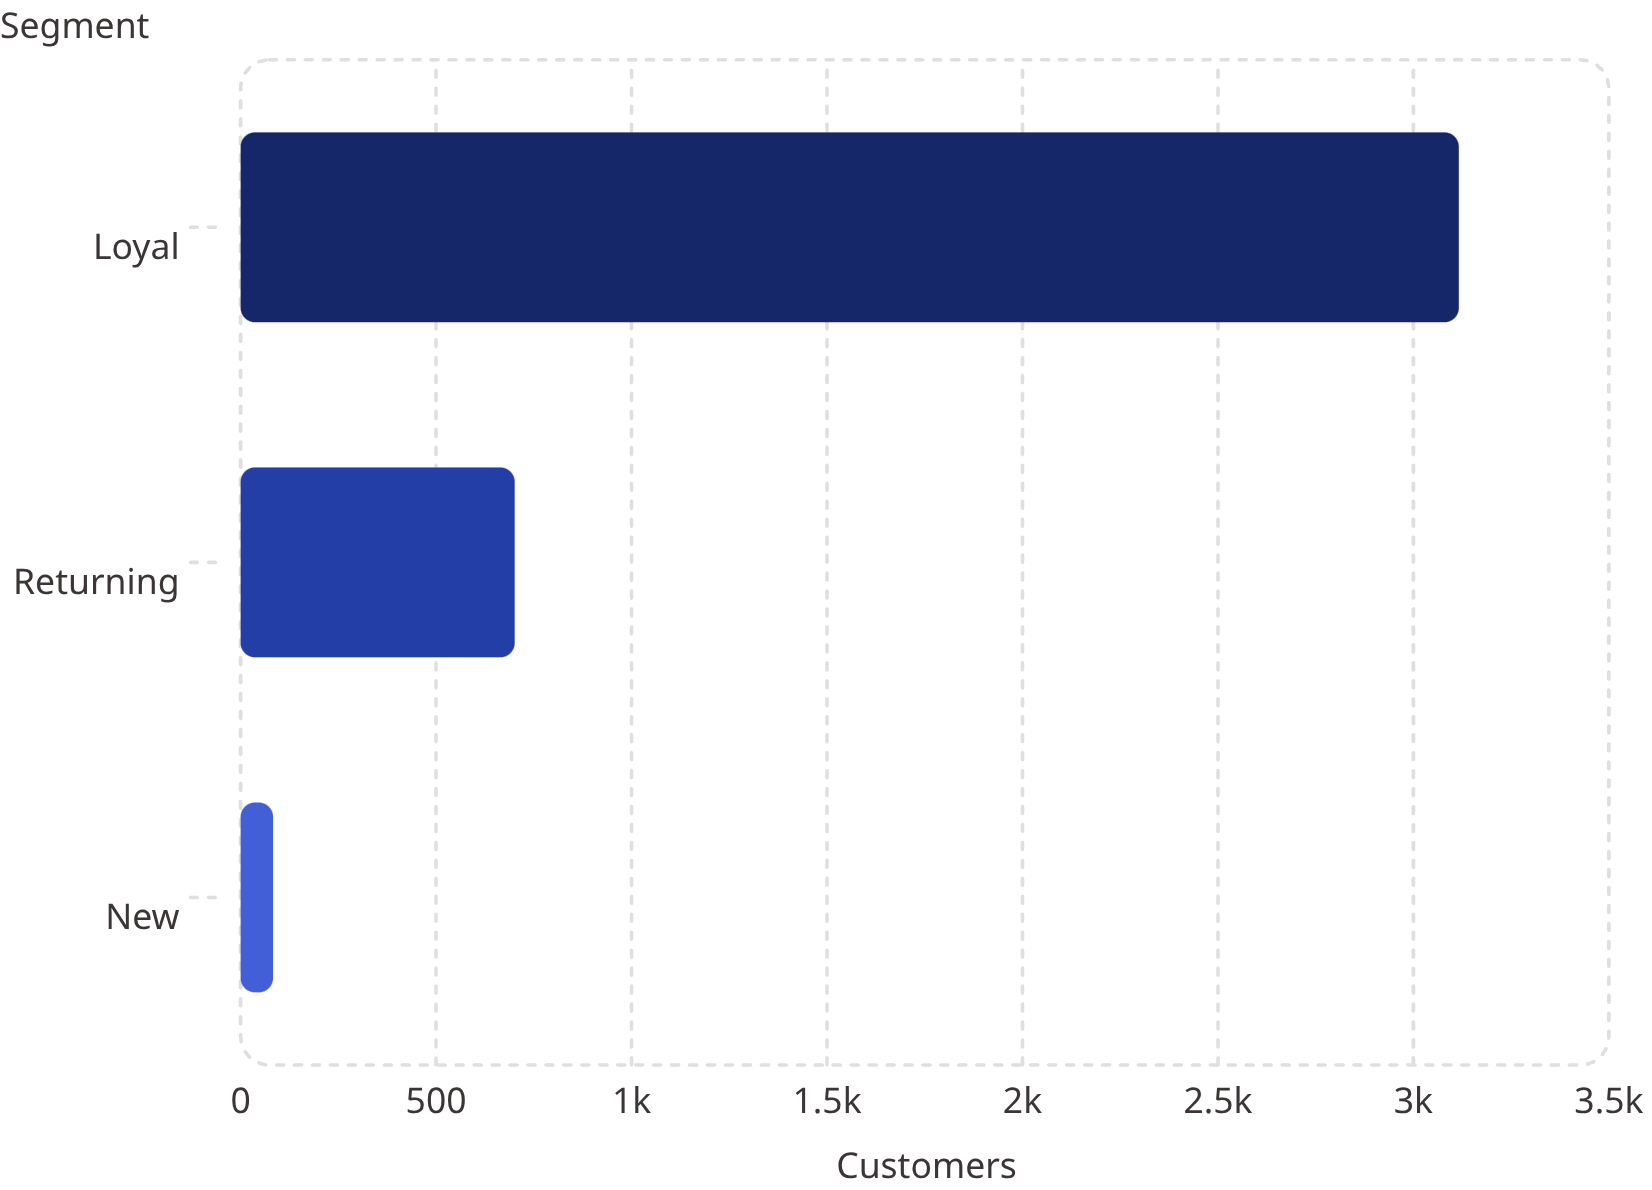 Segment
Loyal
Returning
New
0 500 1k 1.5k 2k 2.5k 3k 3.5k
Customers